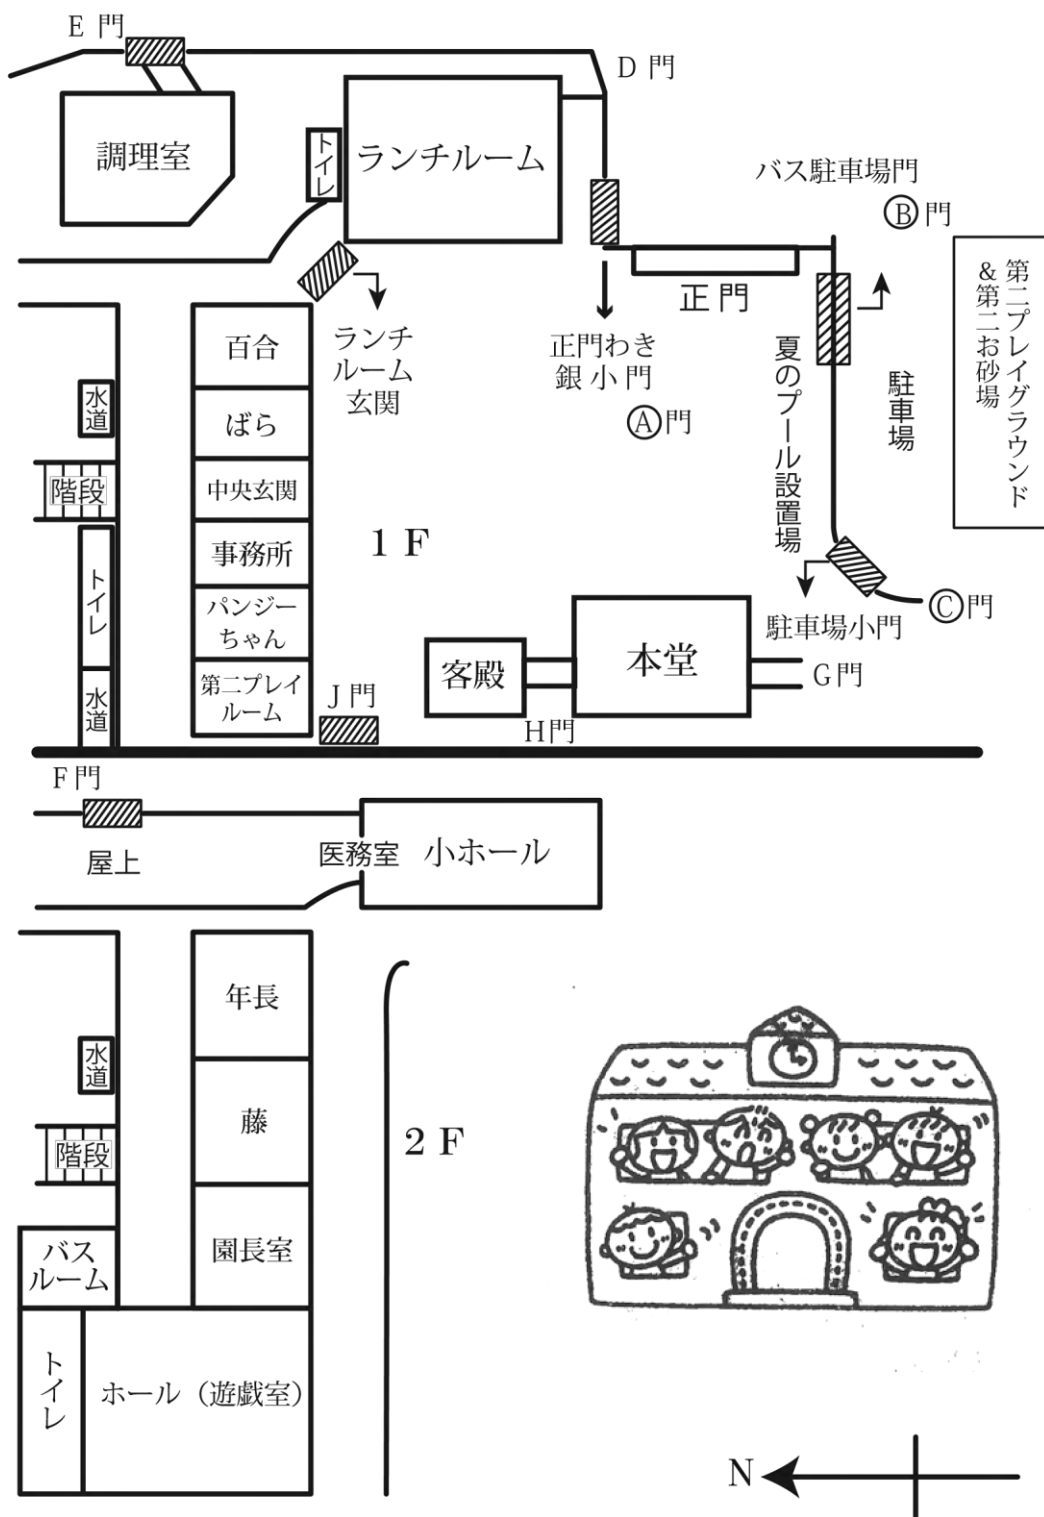 E 門
D 門
調理室
トイレ
ランチルーム
バス駐車場門
Ⓑ門
正門
第二プレイグラウンド
&第二お砂場
百合
ランチ
ルーム
玄関
正門わき
銀小門
Ⓐ門
夏のプール設置場
駐車場
水道
ばら
階段
中央玄関
1 F
事務所
トイレ
パンジー
ちゃん
駐車場小門
Ⓒ門
本堂
客殿
G門
第二プレイ
ルーム
水道
J 門
H門
F 門
屋上
医務室
小ホール
年長
水道
藤
階段
2 F
園長室
バス
ルーム
トイレ
ホール（遊戯室）
N